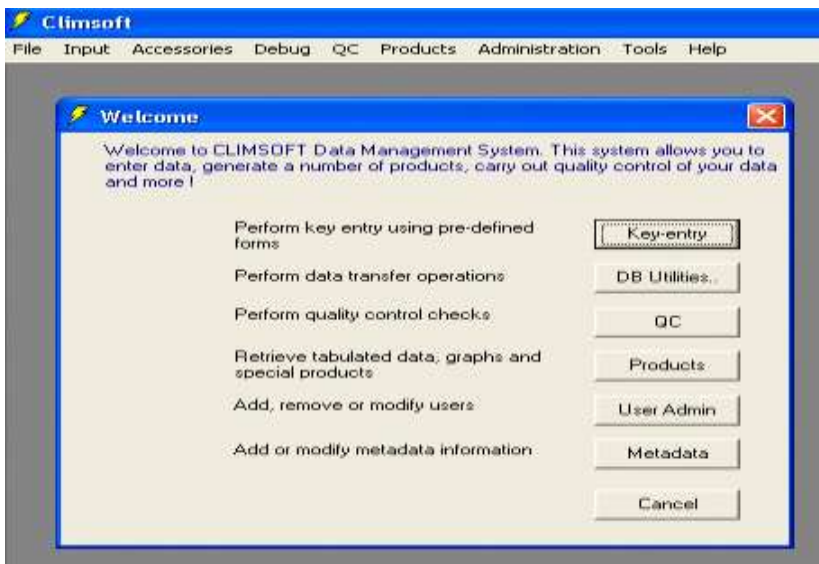 Climsoft
File Input Accessories Debug QC Products Administration Tools Help
Welcome
Welcome to CLIMSOFT Data Management System. This system allows you to
enter data, generate a number of products, carry out quality control of your data
and more !
Perform key entry using pre-defined
forms
Key-entry
Perform data transfer operations
DB Utilities..
Perform quality control checks
QC
Retrieve tabulated data, graphs and
special products
Products
Add, remove or modify users
User Admin
Add or modify metadata information
Metadata
Cancel